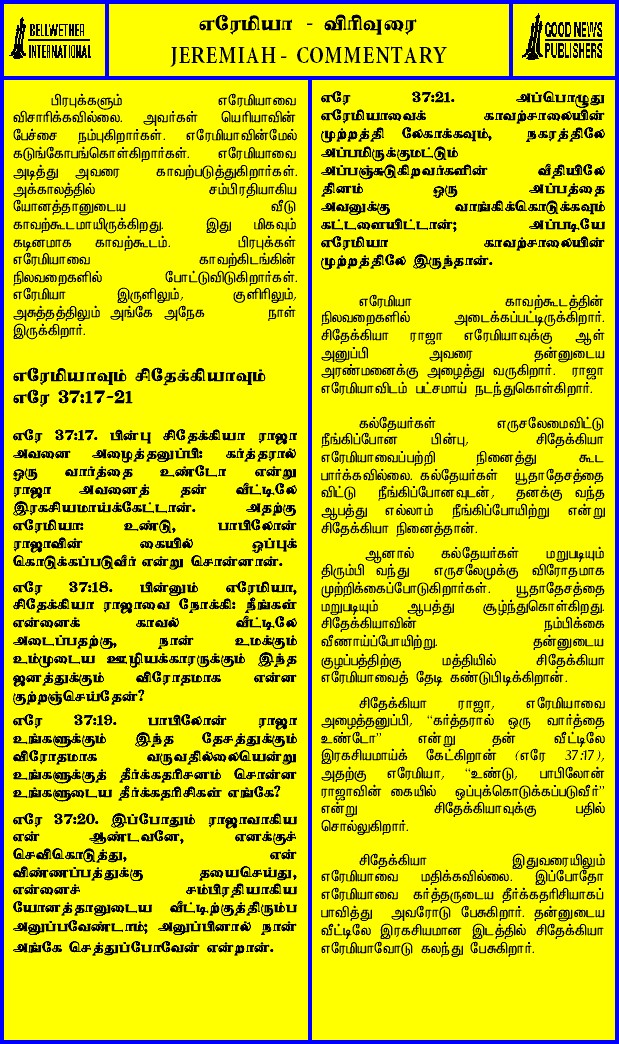 BELLWETHER
INTERNATIONAL
எரேமியா - விரிவுரை
JEREMIAH - COMMENTARY
GOOD NEWS
PUBLISHERS
பிரபுக்களும் எரேமியாவை
விசாரிக்கவில்லை. அவர்கள் யெரியாவின்
பேச்சை நம்புகிறார்கள். எரேமியாவின்மேல்
கடுங்கோபங்கொள்கிறார்கள். எரேமியாவை
அடித்து அவரை காவற்படுத்துகிறார்கள்.
அக்காலத்தில் சம்பிரதியாகிய
யோனத்தானுடைய வீடு
காவற்கூடமாயிருக்கிறது. இது மிகவும்
கடினமாக காவற்கூடம். பிரபுக்கள்
எரேமியாவை காவற்கிடங்கின்
நிலவறைகளில் போட்டுவிடுகிறார்கள்.
எரேமியா இருளிலும், குளிரிலும்,
அசுத்தத்திலும் அங்கே அநேக நாள்
இருக்கிறார்.
எரேமியாவும் சிதேக்கியாவும்
எரே 37:17-21
எரே 37:17. பின்பு சிதேக்கியா ராஜா
அவனை அழைத்தனுப்பி: கர்த்தரால்
ஒரு வார்த்தை உண்டோ என்று
ராஜா அவனைத் தன் வீட்டிலே
இரகசியமாய்க்கேட்டான். அதற்கு
எரேமியா: உண்டு, பாபிலோன்
ராஜாவின் கையில் ஒப்புக்
கொடுக்கப்படுவீர் என்று சொன்னான்.
எரே 37:18. பின்னும் எரேமியா,
சிதேக்கியா ராஜாவை நோக்கி: நீங்கள்
என்னைக் காவல் வீட்டிலே
அடைப்பதற்கு, நான் உமக்கும்
உம்முடைய ஊழியக்காரருக்கும் இந்த
ஜனத்துக்கும் விரோதமாக என்ன
குற்றஞ்செய்தேன்?
எரே 37:19. பாபிலோன் ராஜா
உங்களுக்கும் இந்த தேசத்துக்கும்
விரோதமாக வருவதில்லையென்று
உங்களுக்குத் தீர்க்கதரிசனம் சொன்ன
உங்களுடைய தீர்க்கதரிசிகள் எங்கே?
எரே 37:20. இப்போதும் ராஜாவாகிய
என் ஆண்டவனே, எனக்குச்
செவிகொடுத்து, என்
விண்ணப்பத்துக்கு தயைசெய்து,
என்னைச் சம்பிரதியாகிய
யோனத்தானுடைய வீட்டிற்குத்திரும்ப
அனுப்பவேண்டாம்; அனுப்பினால் நான்
அங்கே செத்துப்போவேன் என்றான்.
எரே 37:21. அப்பொழுது
எரேமியாவைக் காவற்சாலையின்
முற்றத்தி லேகாக்கவும், நகரத்திலே
அப்பமிருக்குமட்டும்
அப்பஞ்சுடுகிறவர்களின் வீதியிலே
தினம் ஒரு அப்பத்தை
அவனுக்கு வாங்கிக்கொடுக்கவும்
கட்டளையிட்டான்; அப்படியே
எரேமியா காவற்சாலையின்
முற்றத்திலே இருந்தான்.
எரேமியா காவற்கூடத்தின்
நிலவறைகளில் அடைக்கப்பட்டிருக்கிறார்.
சிதேக்கியா ராஜா எரேமியாவுக்கு ஆள்
அனுப்பி அவரை தன்னுடைய
அரண்மனைக்கு அழைத்து வருகிறார். ராஜா
எரேமியாவிடம் பட்சமாய் நடந்துகொள்கிறார்.
கல்தேயர்கள் எருசலேமைவிட்டு
நீங்கிப்போன பின்பு, சிதேக்கியா
எரேமியாவைப்பற்றி நினைத்து கூட
பார்க்கவில்லை. கல்தேயர்கள் யூதாதேசத்தை
விட்டு நீங்கிப்போனவுடன், தனக்கு வந்த
ஆபத்து எல்லாம் நீங்கிப்போயிற்று என்று
சிதேக்கியா நினைத்தான்.
ஆனால் கல்தேயர்கள் மறுபடியும்
திரும்பி வந்து எருசலேமுக்கு விரோதமாக
முற்றிக்கைப்போடுகிறார்கள். யூதாதேசத்தை
மறுபடியும் ஆபத்து சூழ்ந்துகொள்கிறது.
சிதேக்கியாவின் நம்பிக்கை
வீணாய்ப்போயிற்று. தன்னுடைய
குழப்பத்திற்கு மத்தியில் சிதேக்கியா
எரேமியாவைத் தேடி கண்டுபிடிக்கிறான்.
சிதேக்கியா ராஜா, எரேமியாவை
அழைத்தனுப்பி, “கர்த்தரால் ஒரு வார்த்தை
உண்டோ” என்று தன் வீட்டிலே
இரகசியமாய்க் கேட்கிறான் (எரே 37:17),
அதற்கு எரேமியா, “உண்டு, பாபிலோன்
ராஜாவின் கையில் ஒப்புக்கொடுக்கப்படுவீர்”
என்று சிதேக்கியாவுக்கு பதில்
சொல்லுகிறார்.
சிதேக்கியா இதுவரையிலும்
எரேமியாவை மதிக்கவில்லை. இப்போதோ
எரேமியாவை கர்த்தருடைய தீர்க்கதரிசியாகப்
பாவித்து அவரோடு பேசுகிறார். தன்னுடைய
வீட்டிலே இரகசியமான இடத்தில் சிதேக்கியா
எரேமியாவோடு கலந்து பேசுகிறார்.